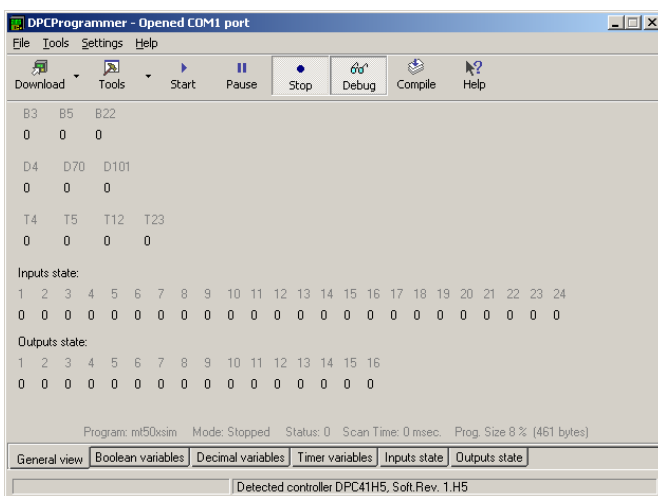 DPCProgrammer - Opened COM1 port
File Tools Settings Help
Download Tools Start Pause Stop Debug Compile Help
B3 B5 B22
0 0 0
D4 D70 D101
0 0 0
T4 T5 T12 T23
0 0 0 0
Inputs state:
1 2 3 4 5 6 7 8 9 10 11 12 13 14 15 16 17 18 19 20 21 22 23 24
0 0 0 0 0 0 0 0 0 0 0 0 0 0 0 0 0 0 0 0 0 0 0 0
Outputs state:
1 2 3 4 5 6 7 8 9 10 11 12 13 14 15 16
0 0 0 0 0 0 0 0 0 0 0 0 0 0 0 0
Program: mt50xsim Mode: Stopped Status: 0 Scan Time: 0 msec. Prog. Size 8 % (461 bytes)
General view Boolean variables Decimal variables Timer variables Inputs state Outputs state
Detected controller DPC41H5, Soft.Rev. 1.H5